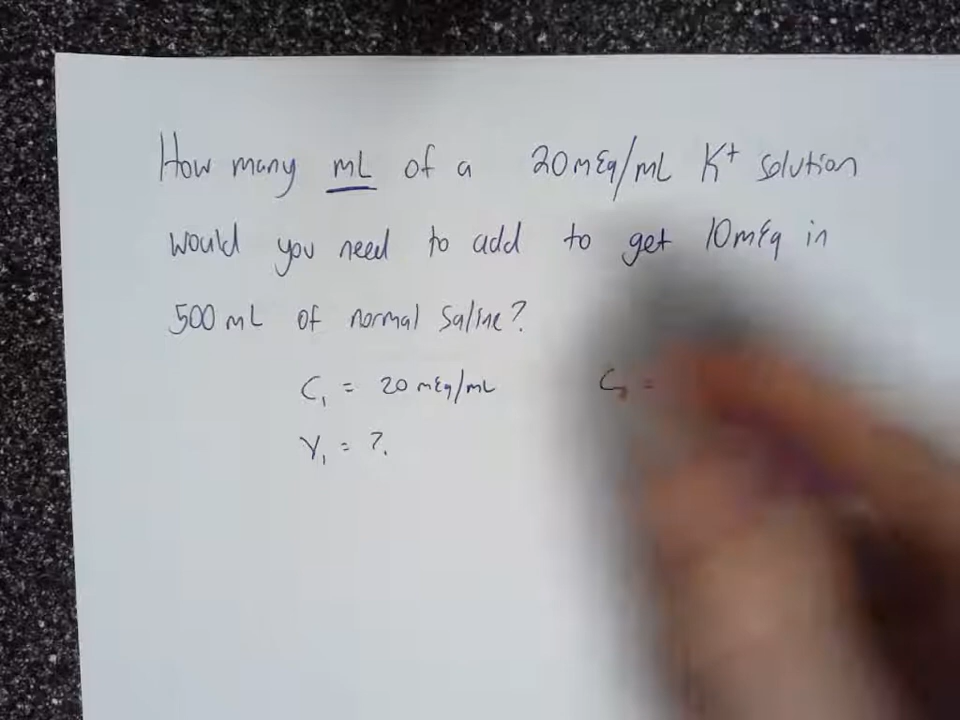 How many mL of a 20mEq/mL K+ solution
would you need to add to get 10mEq in
500 mL of normal saline?
C₁ = 20 mEq/mL C₂ =
V₁ = ?